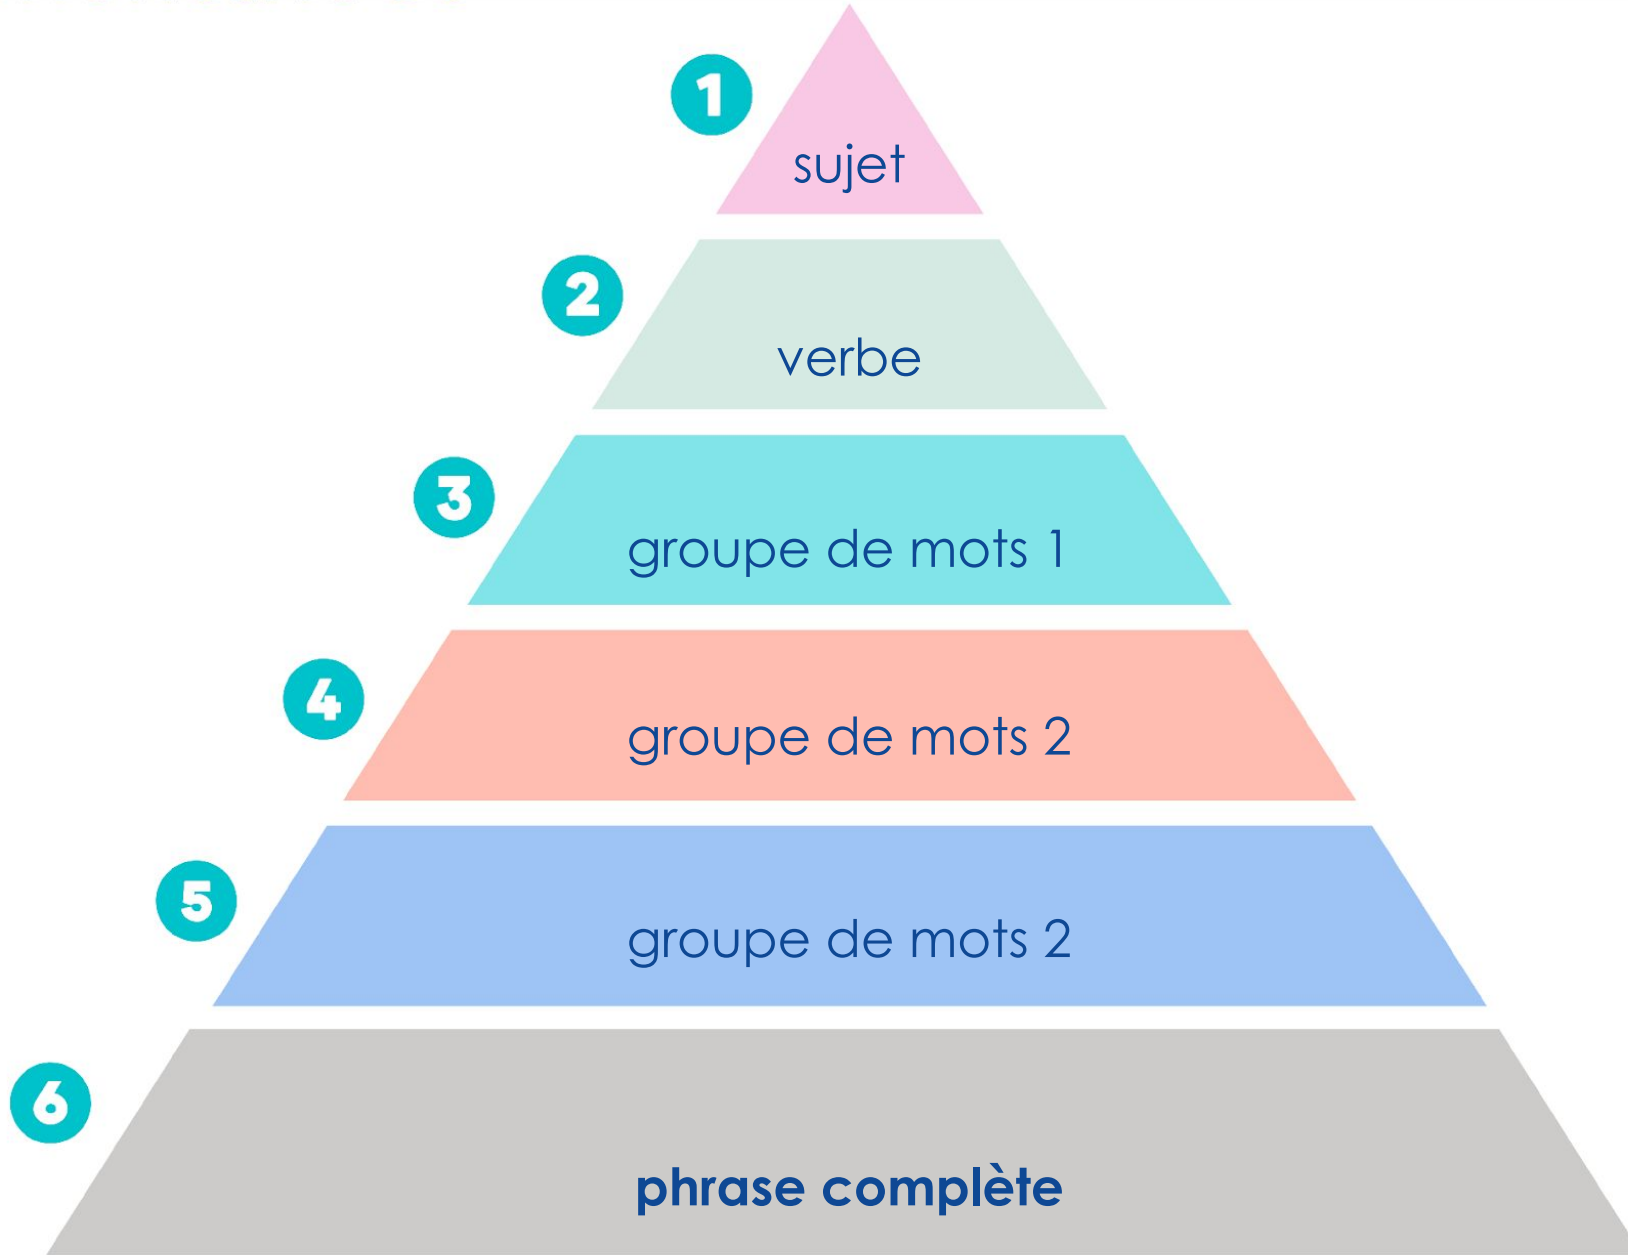 1
sujet
2
verbe
3
groupe de mots 1
4
groupe de mots 2
5
groupe de mots 2
6
phrase complète